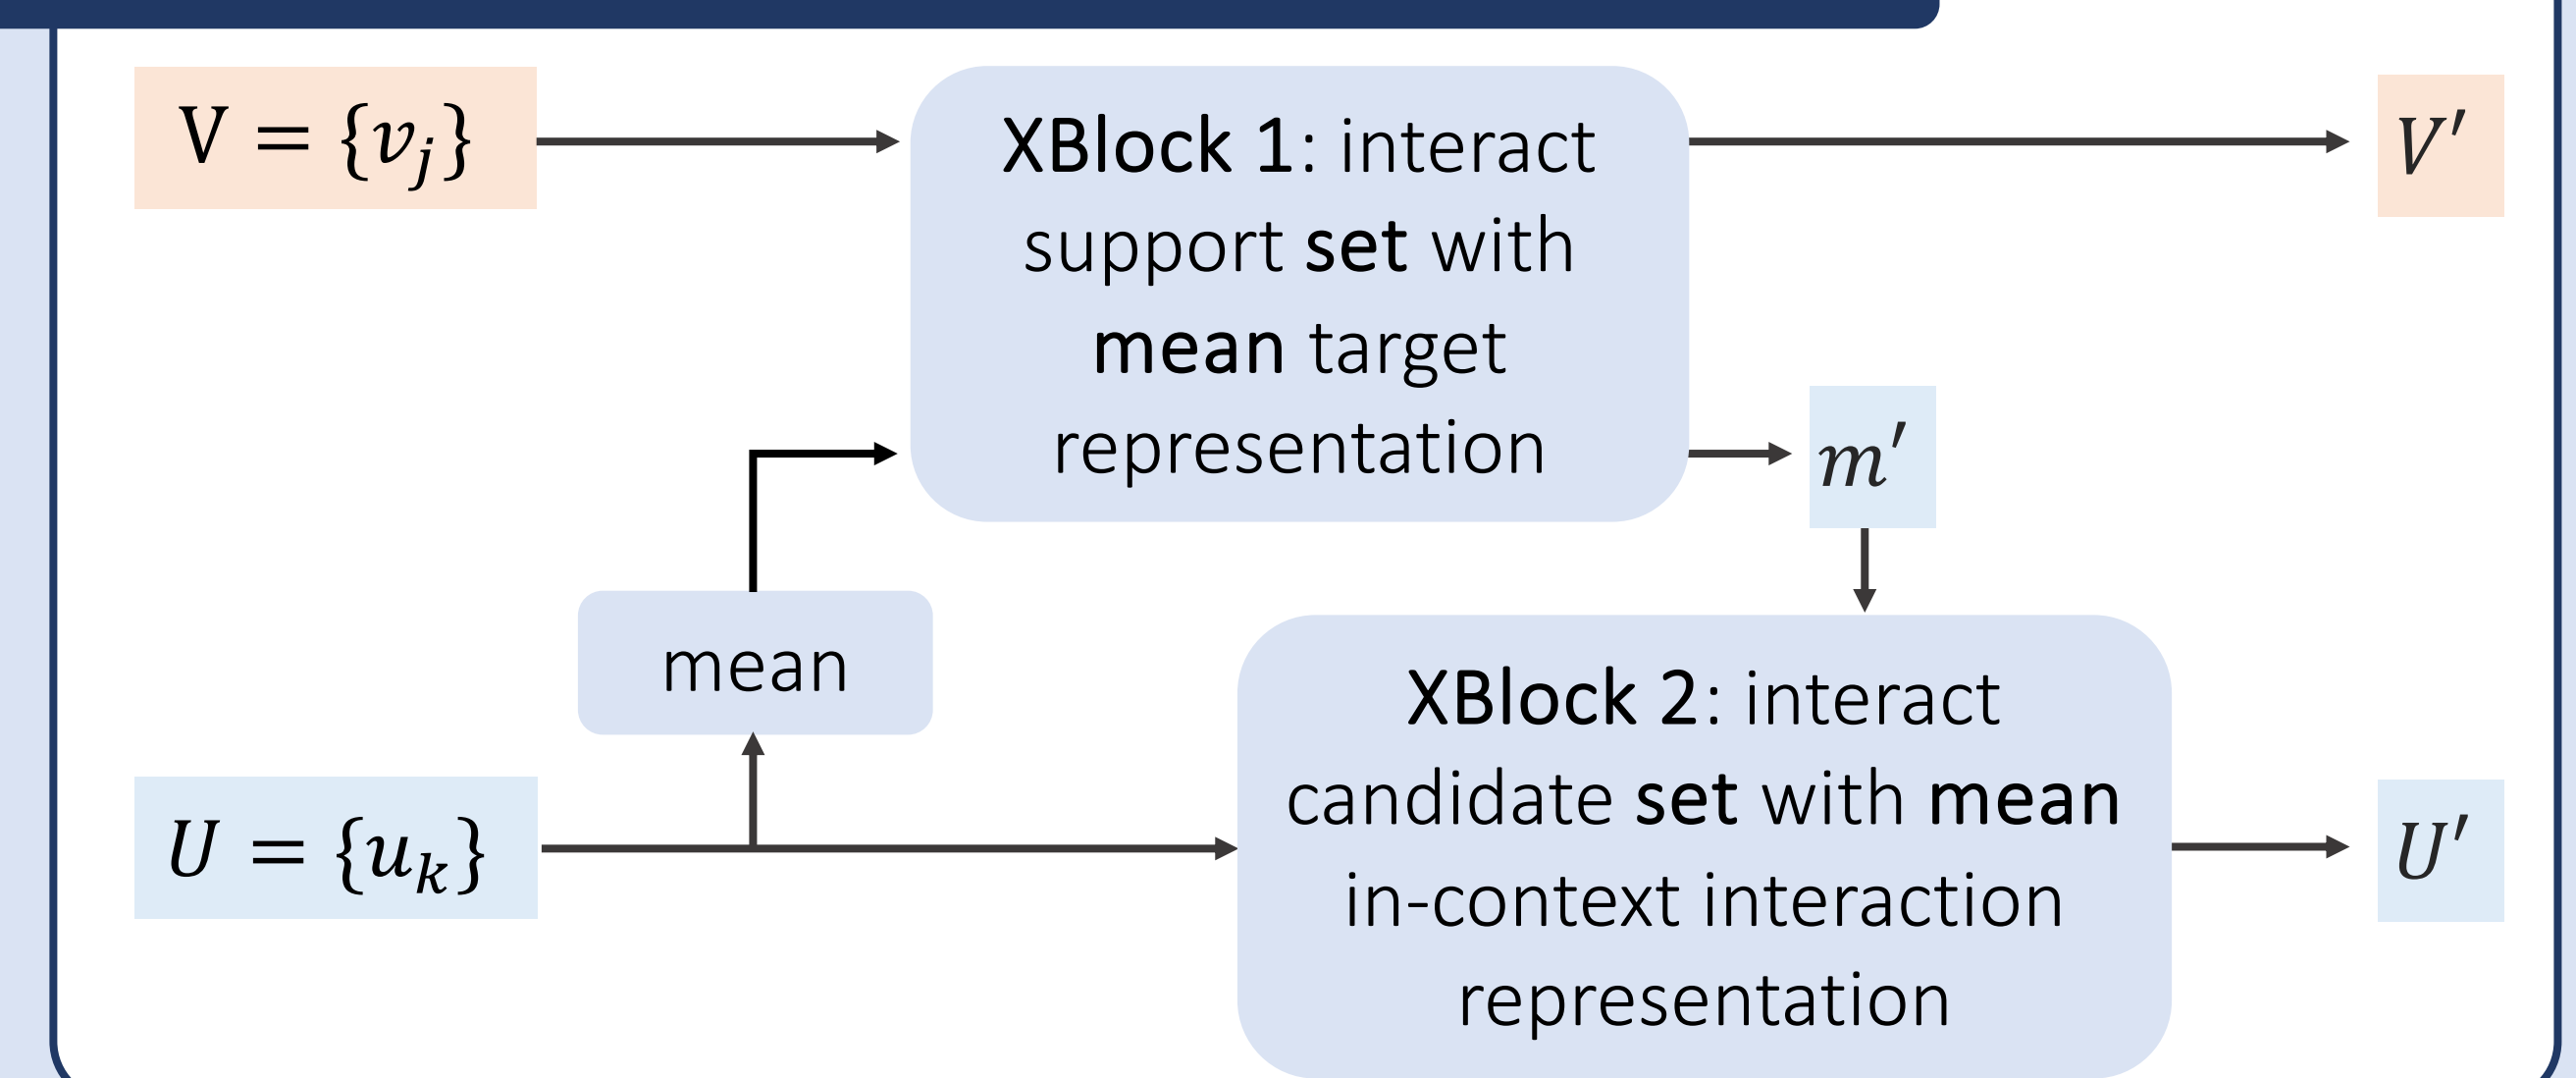 V = {v_j}
XBlock 1: interact
support set with
mean target
representation
V′
m′
mean
U = {u_k}
XBlock 2: interact
candidate set with mean
in-context interaction
representation
U′